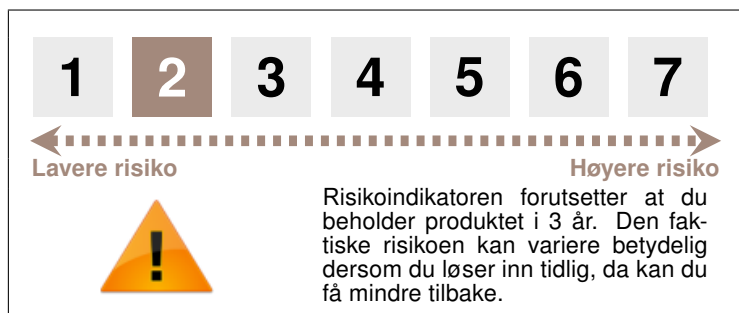 1 2 3 4 5 6 7
Lavere risiko Høyere risiko
Risikoindikatoren forutsetter at du
beholder produktet i 3 år. Den fak-
tiske risikoen kan variere betydelig
dersom du løser inn tidlig, da kan du
få mindre tilbake.